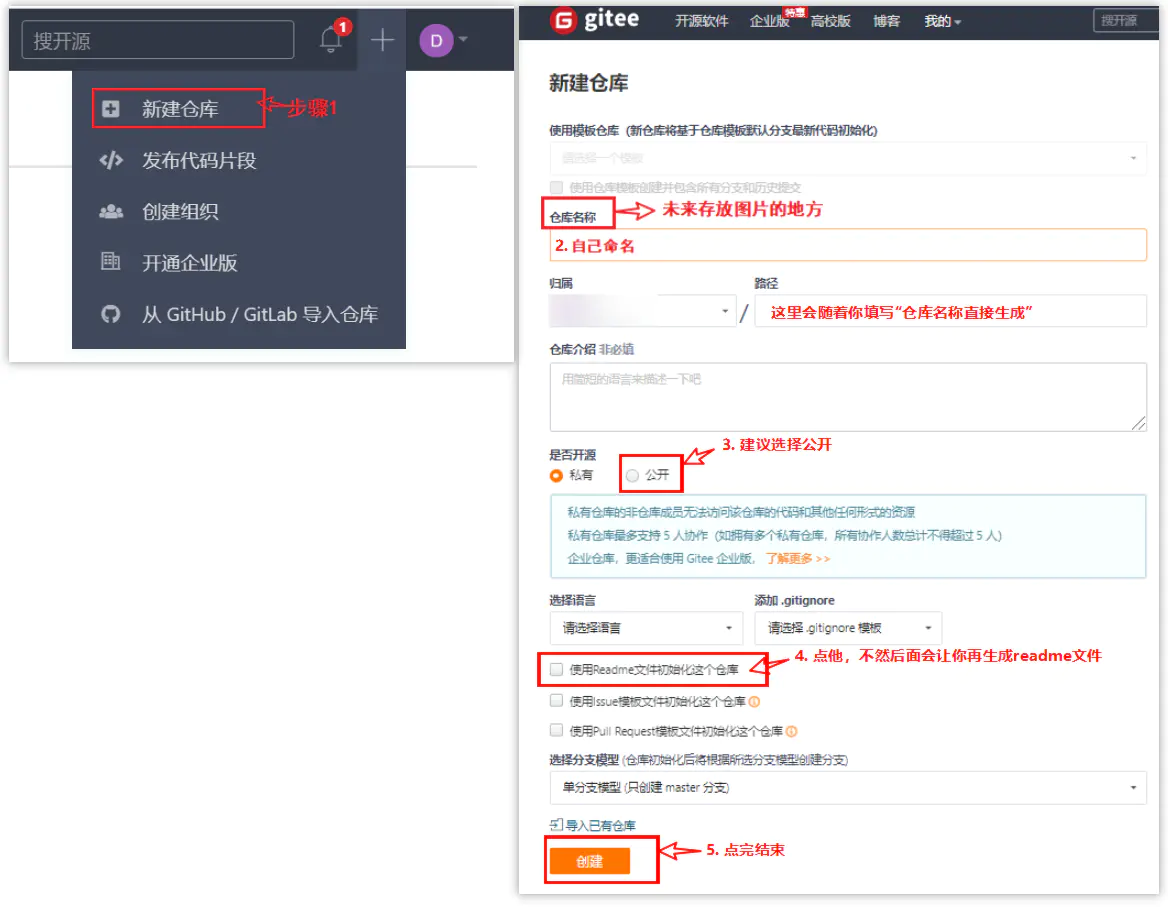 搜开源
1
D
新建仓库
步骤1
发布代码片段
创建组织
开通企业版
从 GitHub / GitLab 导入仓库
G gitee
开源软件 企业版 特惠 高校版 博客 我的
搜开源
新建仓库
使用模板仓库（新仓库将基于仓库模板默认分支最新代码初始化）
请选择一个模板
使用仓库模板创建并包含所有分支和历史提交
仓库名称
未来存放图片的地方
2. 自己命名
归属
路径
/
这里会随着你填写“仓库名称直接生成”
仓库介绍 非必填
用简短的语言来描述一下吧
3. 建议选择公开
是否开源
私有
公开
私有仓库的非仓库成员无法访问该仓库的代码和其他任何形式的资源
私有仓库最多支持 5 人协作（如拥有多个私有仓库，所有协作人数总计不得超过 5 人）
企业仓库，更适合使用 Gitee 企业版， 了解更多 >>
选择语言
添加 .gitignore
请选择语言
请选择 .gitignore 模板
4. 点他，不然后面会让你再生成readme文件
使用Readme文件初始化这个仓库
使用Issue模板文件初始化这个仓库
使用Pull Request模板文件初始化这个仓库
选择分支模型 (仓库初始化后将根据所选分支模型创建分支)
单分支模型 (只创建 master 分支)
导入已有仓库
创建
5. 点完结束